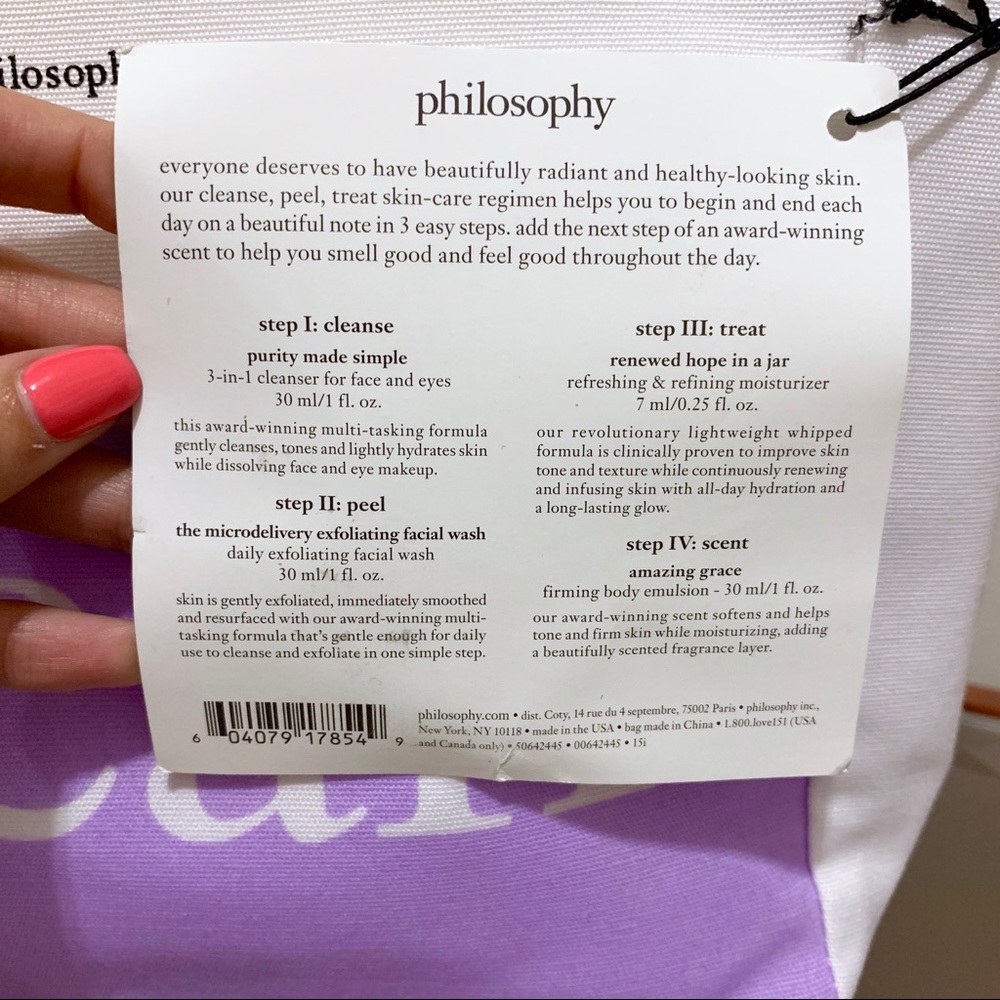 philosophy
everyone deserves to have beautifully radiant and healthy-looking skin.
our cleanse, peel, treat skin-care regimen helps you to begin and end each
day on a beautiful note in 3 easy steps. add the next step of an award-winning
scent to help you smell good and feel good throughout the day.
step I: cleanse
purity made simple
3-in-1 cleanser for face and eyes
30 ml/1 fl. oz.
this award-winning multi-tasking formula
gently cleanses, tones and lightly hydrates skin
while dissolving face and eye makeup.
step II: peel
the microdelivery exfoliating facial wash
daily exfoliating facial wash
30 ml/1 fl. oz.
skin is gently exfoliated, immediately smoothed
and resurfaced with our award-winning multi-
tasking formula that's gentle enough for daily
use to cleanse and exfoliate in one simple step.
step III: treat
renewed hope in a jar
refreshing & refining moisturizer
7 ml/0.25 fl. oz.
our revolutionary lightweight whipped
formula is clinically proven to improve skin
tone and texture while continuously renewing
and infusing skin with all-day hydration and
a long-lasting glow.
step IV: scent
amazing grace
firming body emulsion - 30 ml/1 fl. oz.
our award-winning scent softens and helps
tone and firm skin while moisturizing, adding
a beautifully scented fragrance layer.
6 04079 17854 9
philosophy.com • dist. Coty, 14 rue du 4 septembre, 75002 Paris • philosophy inc.,
New York, NY 10118 • made in the USA • bag made in China • 1.800.love151 (USA
and Canada only) • 50642445 • 00642445 • 15i
ilosoph